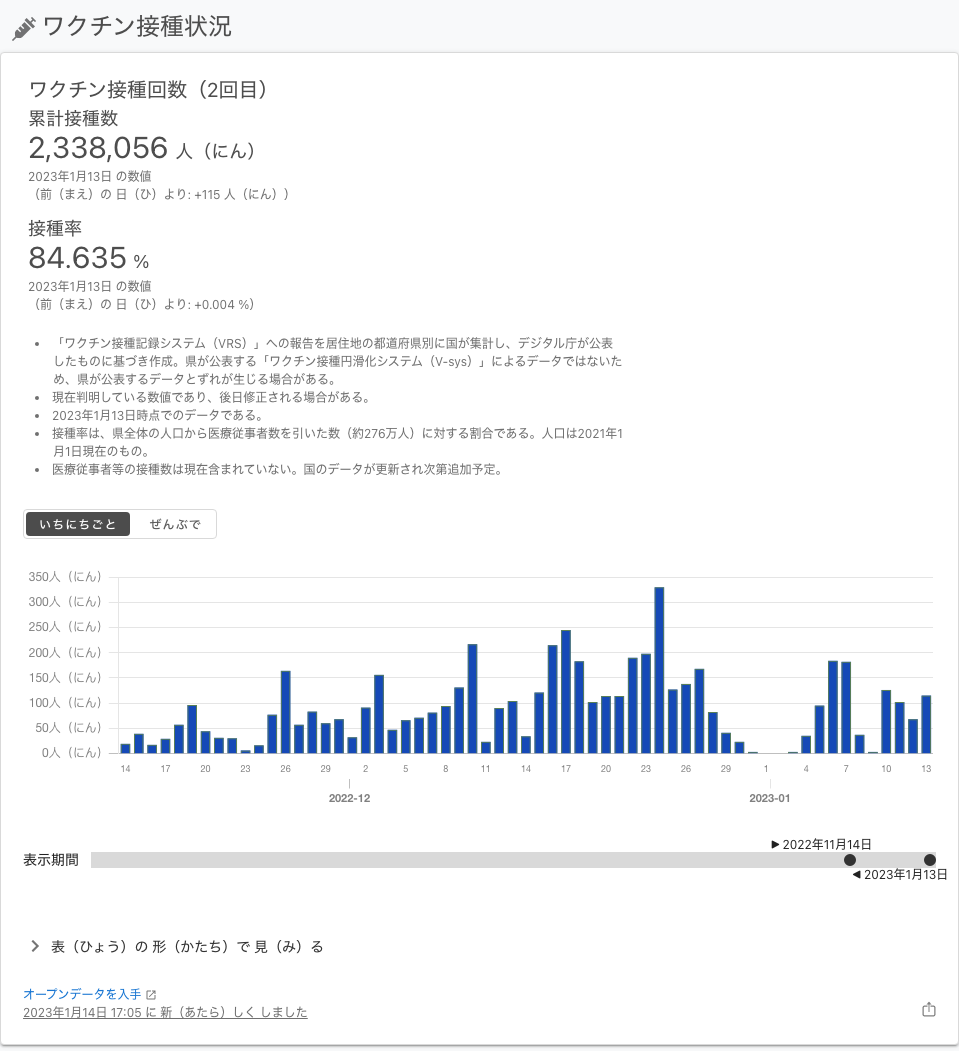 ワクチン接種状況
ワクチン接種回数（2回目）
累計接種数
2,338,056 人（にん）
2023年1月13日 の数値
（前（まえ）の 日（ひ）より: +115 人（にん））
接種率
84.635 %
2023年1月13日 の数値
（前（まえ）の 日（ひ）より: +0.004 %）
• 「ワクチン接種記録システム（VRS）」への報告を居住地の都道府県別に国が集計し、デジタル庁が公表
したものに基づき作成。県が公表する「ワクチン接種円滑化システム（V-sys）」によるデータではないた
め、県が公表するデータとずれが生じる場合がある。
• 現在判明している数値であり、後日修正される場合がある。
• 2023年1月13日時点でのデータである。
• 接種率は、県全体の人口から医療従事者数を引いた数（約276万人）に対する割合である。人口は2021年1
月1日現在のもの。
• 医療従事者等の接種数は現在含まれていない。国のデータが更新され次第追加予定。
いちにちごと ぜんぶで
350人（にん）
300人（にん）
250人（にん）
200人（にん）
150人（にん）
100人（にん）
50人（にん）
0人（にん）
14 17 20 23 26 29 2 5 8 11 14 17 20 23 26 29 1 4 7 10 13
2022-12 2023-01
▶ 2022年11月14日
表示期間
◀ 2023年1月13日
表（ひょう）の 形（かたち）で 見（み）る
オープンデータを入手
2023年1月14日 17:05 に 新（あたら）しく しました